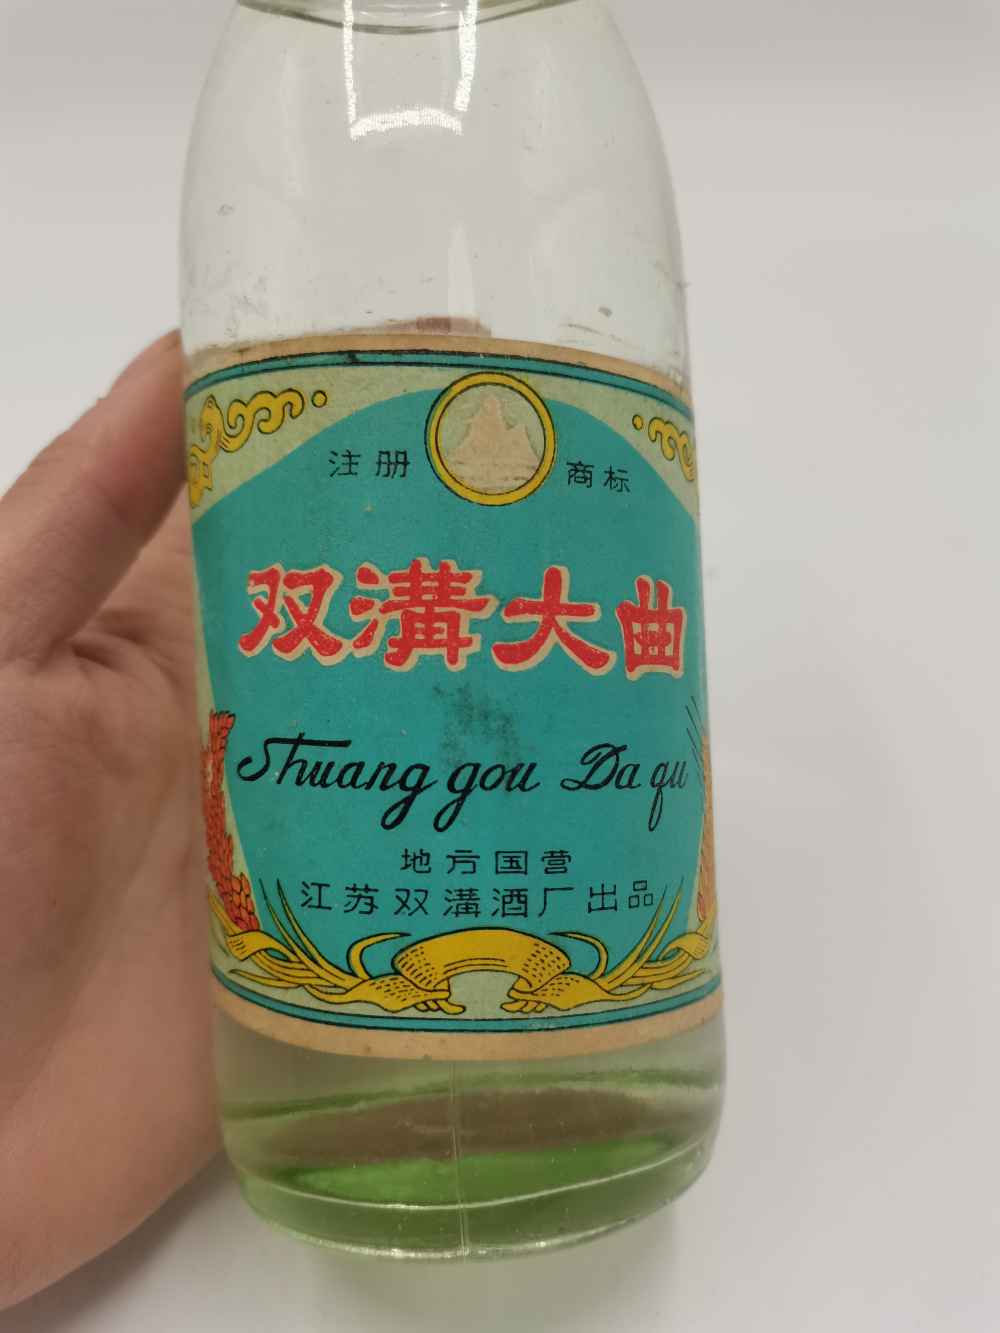 注册 商标
双溝大曲
Shuang gou Da qu
地方国营
江苏双溝酒厂出品